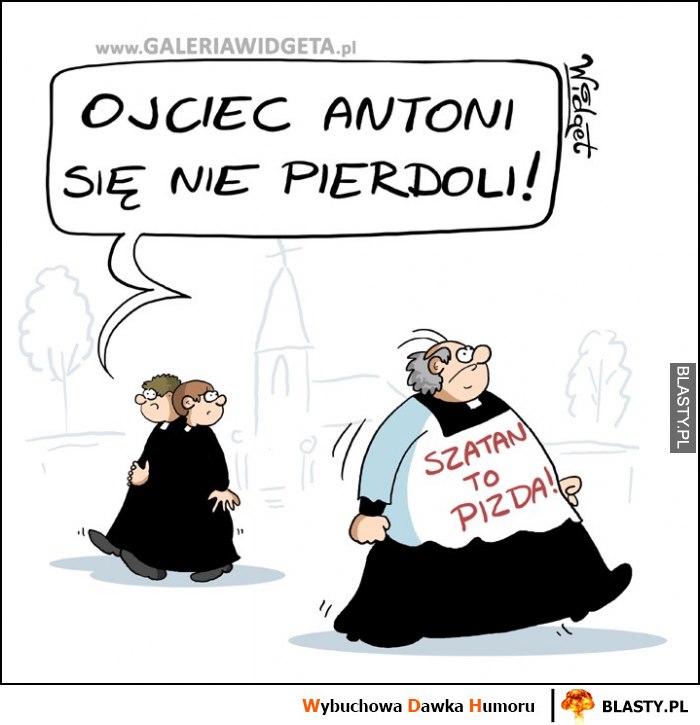 www.GALERIAWIDGETA.pl
Widget
OJCIEC ANTONI
SIĘ NIE PIERDOLI!
SZATAN
TO
PIZDA!
BLASTY.PL
Wybuchowa Dawka Humoru
BLASTY.PL